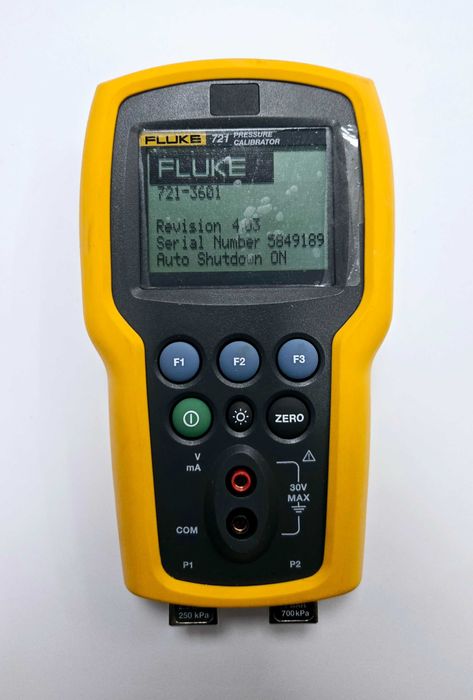 FLUKE 721 PRESSURE CALIBRATOR
FLUKE
721-3601
Revision 4.03
Serial Number 5849189
Auto Shutdown ON
F1 F2 F3
ZERO
V
mA
30V
MAX
COM
P1 P2
250 kPa 700 kPa